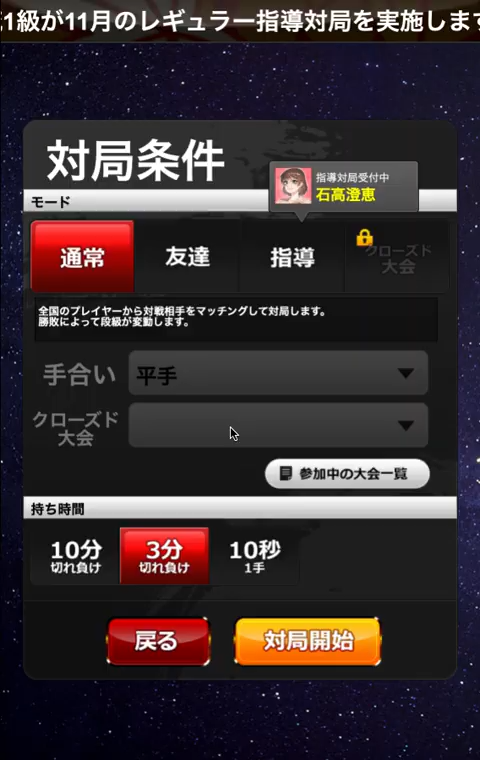 1級が11月のレギュラー指導対局を実施します
対局条件
指導対局受付中
石高澄恵
モード
通常
友達
指導
クローズド
大会
全国のプレイヤーから対戦相手をマッチングして対局します。
勝敗によって段級が変動します。
手合い
平手
クローズド
大会
参加中の大会一覧
持ち時間
10分
切れ負け
3分
切れ負け
10秒
1手
戻る
対局開始